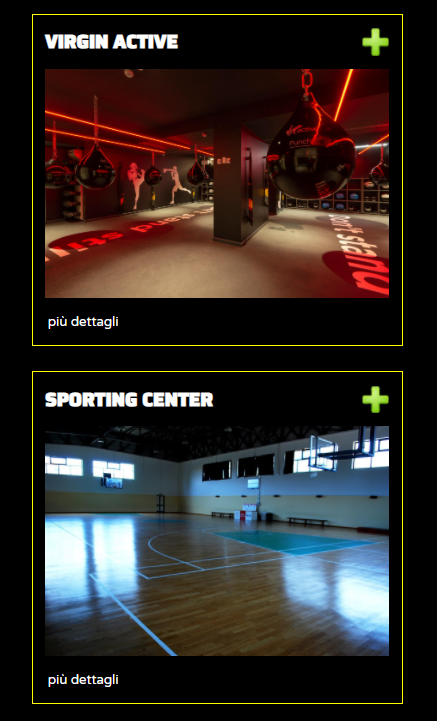 VIRGIN ACTIVE
più dettagli
SPORTING CENTER
più dettagli